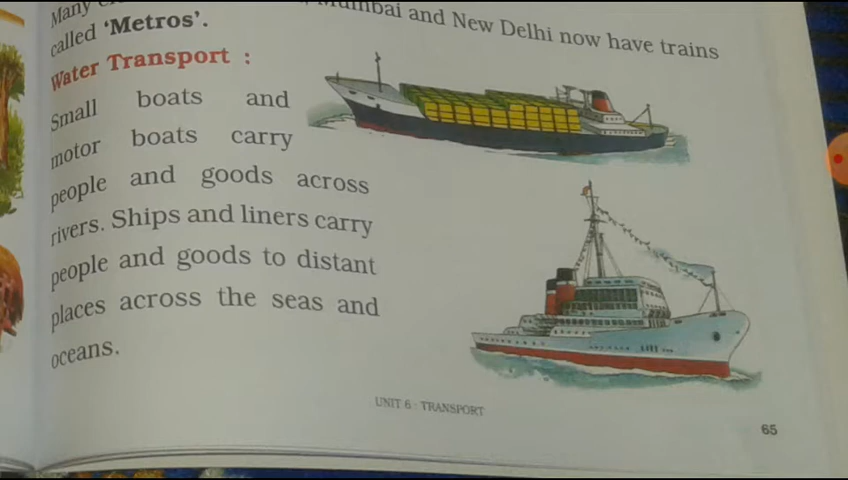 Many
Mumbai and New Delhi now have trains
called 'Metros'.
Water Transport :
Small boats and
motor boats carry
people and goods across
rivers. Ships and liners carry
people and goods to distant
places across the seas and
oceans.
UNIT 6 : TRANSPORT
65